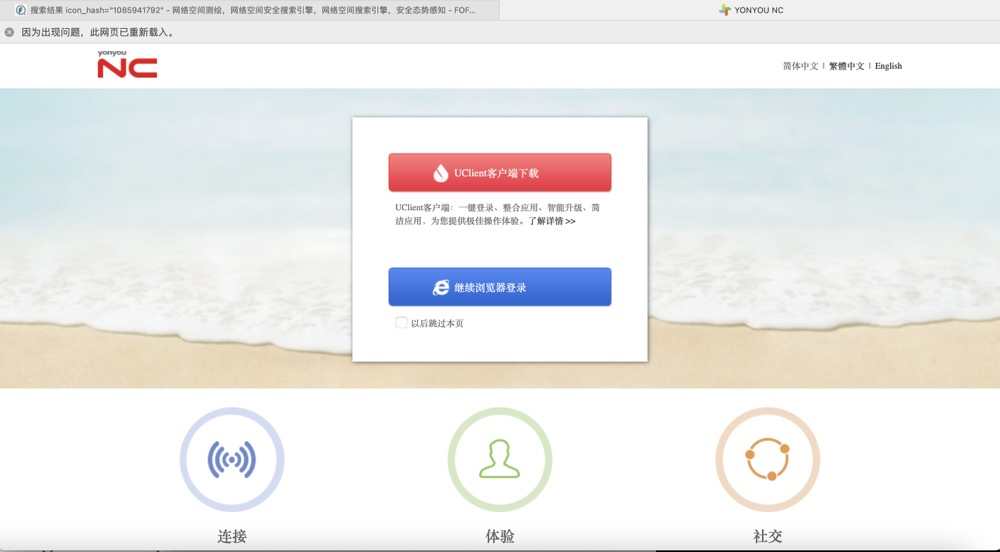 搜索结果 icon_hash="1085941792" - 网络空间测绘，网络空间安全搜索引擎，网络空间搜索引擎，安全态势感知 - FOF...
YONYOU NC
因为出现问题，此网页已重新载入。
yonyou
NC
简体中文 | 繁體中文 | English
UClient客户端下载
UClient客户端：一键登录、整合应用、智能升级、简
洁应用，为您提供极佳操作体验。了解详情 >>
继续浏览器登录
以后跳过本页
连接
体验
社交